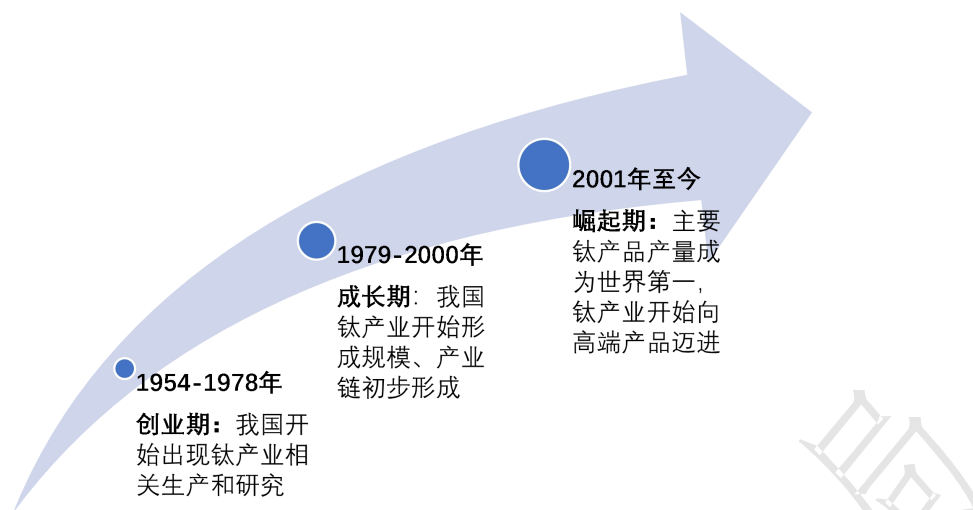 1954-1978年
创业期：我国开
始出现钛产业相
关生产和研究
1979-2000年
成长期：我国
钛产业开始形
成规模、产业
链初步形成
2001年至今
崛起期：主要
钛产品产量成
为世界第一，
钛产业开始向
高端产品迈进